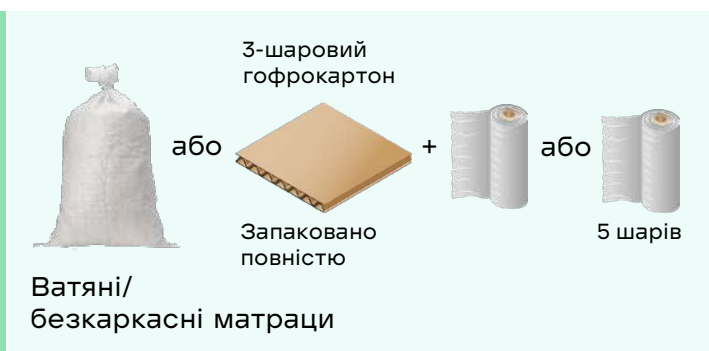 3-шаровий
гофрокартон
або
+
або
Запаковано
повністю
5 шарів
Ватяні/
безкаркасні матраци